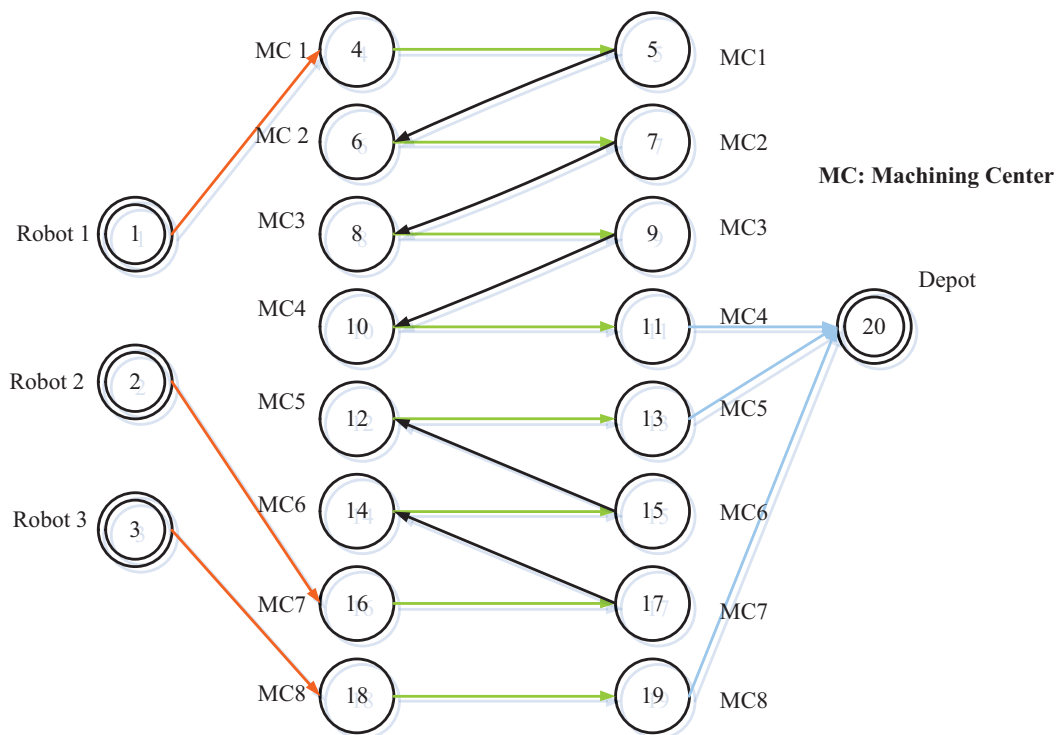 MC 1
4
5
MC1
MC 2
6
7
MC2
MC: Machining Center
Robot 1
1
MC3
8
9
MC3
Depot
MC4
10
11
MC4
20
Robot 2
2
MC5
12
13
MC5
Robot 3
3
MC6
14
15
MC6
MC7
16
17
MC7
MC8
18
19
MC8